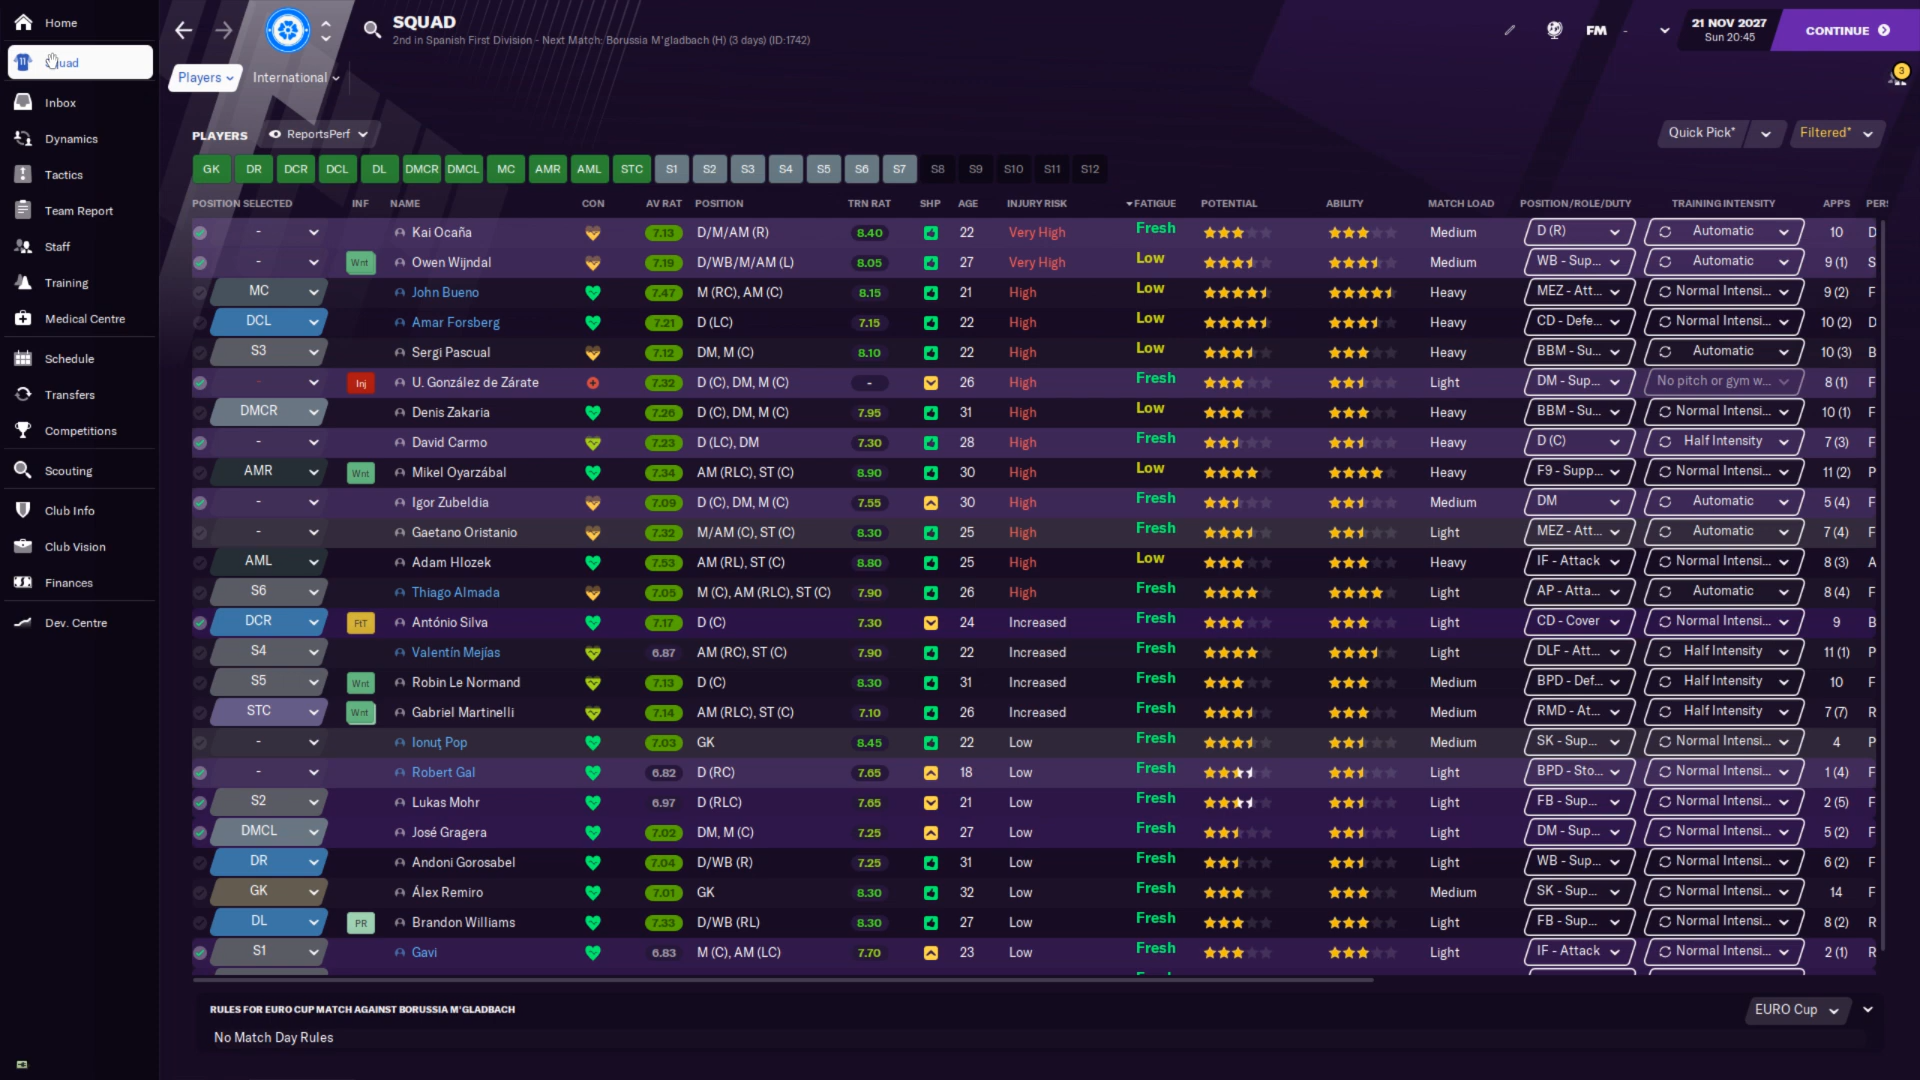 Home
SQUAD
2nd in Spanish First Division - Next Match: Borussia M'gladbach (H) (3 days) (ID:1742)
FM -
21 NOV 2027
Sun 20:45
CONTINUE
3
Squad
Inbox
Dynamics
Tactics
Team Report
Staff
Training
Medical Centre
Schedule
Transfers
Competitions
Scouting
Club Info
Club Vision
Finances
Dev. Centre
Players International
PLAYERS ReportsPerf Quick Pick* Filtered*
GK DR DCR DCL DL DMCR DMCL MC AMR AML STC S1 S2 S3 S4 S5 S6 S7 S8 S9 S10 S11 S12
POSITION SELECTED INF NAME CON AV RAT POSITION TRN RAT SHP AGE INJURY RISK FATIGUE POTENTIAL ABILITY MATCH LOAD POSITION/ROLE/DUTY TRAINING INTENSITY APPS PER
- Kai Ocaña 7.13 D/M/AM (R) 8.40 22 Very High Fresh Medium D (R) Automatic 10 D
- Wnt Owen Wijndal 7.19 D/WB/M/AM (L) 8.05 27 Very High Low Medium WB - Sup... Automatic 9 (1) S
MC John Bueno 7.47 M (RC), AM (C) 8.15 21 High Low Heavy MEZ - Att... Normal Intensi... 9 (2) F
DCL Amar Forsberg 7.21 D (LC) 7.15 22 High Low Heavy CD - Defe... Normal Intensi... 10 (2) D
S3 Sergi Pascual 7.12 DM, M (C) 8.10 22 High Low Heavy BBM - Su... Automatic 10 (3) B
- Inj U. González de Zárate 7.32 D (C), DM, M (C) - 26 High Fresh Light DM - Sup... No pitch or gym w... 8 (1) F
DMCR Denis Zakaria 7.26 D (C), DM, M (C) 7.95 31 High Low Heavy BBM - Su... Normal Intensi... 10 (1) F
- David Carmo 7.23 D (LC), DM 7.30 28 High Fresh Heavy D (C) Half Intensity 7 (3) F
AMR Wnt Mikel Oyarzábal 7.34 AM (RLC), ST (C) 8.90 30 High Low Heavy F9 - Supp... Normal Intensi... 11 (2) P
- Igor Zubeldia 7.09 D (C), DM, M (C) 7.55 30 High Fresh Medium DM Automatic 5 (4) F
- Gaetano Oristanio 7.32 M/AM (C), ST (C) 8.30 25 High Fresh Light MEZ - Att... Automatic 7 (4) F
AML Adam Hlozek 7.53 AM (RL), ST (C) 8.80 25 High Low Heavy IF - Attack Normal Intensi... 8 (3) A
S6 Thiago Almada 7.05 M (C), AM (RLC), ST (C) 7.90 26 High Fresh Light AP - Atta... Automatic 8 (4) F
DCR FtT António Silva 7.17 D (C) 7.30 24 Increased Fresh Light CD - Cover Normal Intensi... 9 B
S4 Valentín Mejías 6.87 AM (RC), ST (C) 7.90 22 Increased Fresh Light DLF - Att... Half Intensity 11 (1) P
S5 Wnt Robin Le Normand 7.13 D (C) 8.30 31 Increased Fresh Medium BPD - Def... Half Intensity 10 F
STC Wnt Gabriel Martinelli 7.14 AM (RLC), ST (C) 7.10 26 Increased Fresh Medium RMD - At... Half Intensity 7 (7) R
- Ionuţ Pop 7.03 GK 8.45 22 Low Fresh Medium SK - Sup... Normal Intensi... 4 P
- Robert Gal 6.82 D (RC) 7.65 18 Low Fresh Light BPD - Sto... Normal Intensi... 1 (4) F
S2 Lukas Mohr 6.97 D (RLC) 7.65 21 Low Fresh Light FB - Sup... Normal Intensi... 2 (5) F
DMCL José Gragera 7.02 DM, M (C) 7.25 27 Low Fresh Light DM - Sup... Normal Intensi... 5 (2) F
DR Andoni Gorosabel 7.04 D/WB (R) 7.25 31 Low Fresh Light WB - Sup... Normal Intensi... 6 (2) F
GK Álex Remiro 7.01 GK 8.30 32 Low Fresh Medium SK - Sup... Normal Intensi... 14 F
DL PR Brandon Williams 7.33 D/WB (RL) 8.30 27 Low Fresh Light FB - Sup... Normal Intensi... 8 (2) R
S1 Gavi 6.83 M (C), AM (LC) 7.70 23 Low Fresh Light IF - Attack Normal Intensi... 2 (1) R
RULES FOR EURO CUP MATCH AGAINST BORUSSIA M'GLADBACH EURO Cup
No Match Day Rules